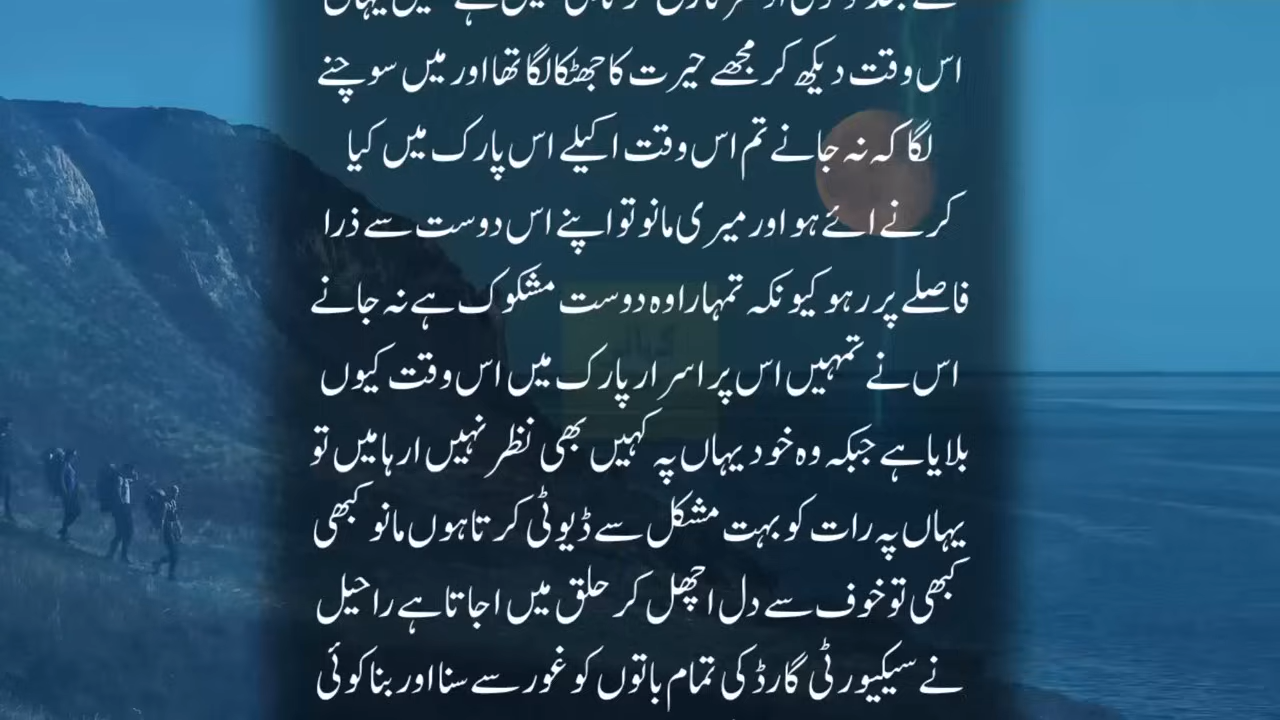 اس وقت دیکھ کر مجھے حیرت کا جھٹکا لگا تھا اور میں سوچنے
لگا کہ نہ جانے تم اس وقت اکیلے اس پارک میں کیا
کرنے ائے ہو اور میری مانو تو اپنے اس دوست سے ذرا
فاصلے پر رہو کیونکہ تمہارا وہ دوست مشکوک ہے نہ جانے
اس نے تمہیں اس پر اسرار پارک میں اس وقت کیوں
بلایا ہے جبکہ وہ خود یہاں پہ کہیں بھی نظر نہیں ارہا میں تو
یہاں پہ رات کو بہت مشکل سے ڈیوٹی کرتا ہوں مانو کبھی
کبھی تو خوف سے دل اچھل کر حلق میں اجاتا ہے راحیل
نے سیکیورٹی گارڈ کی تمام باتوں کو غور سے سنا اور بنا کوئی